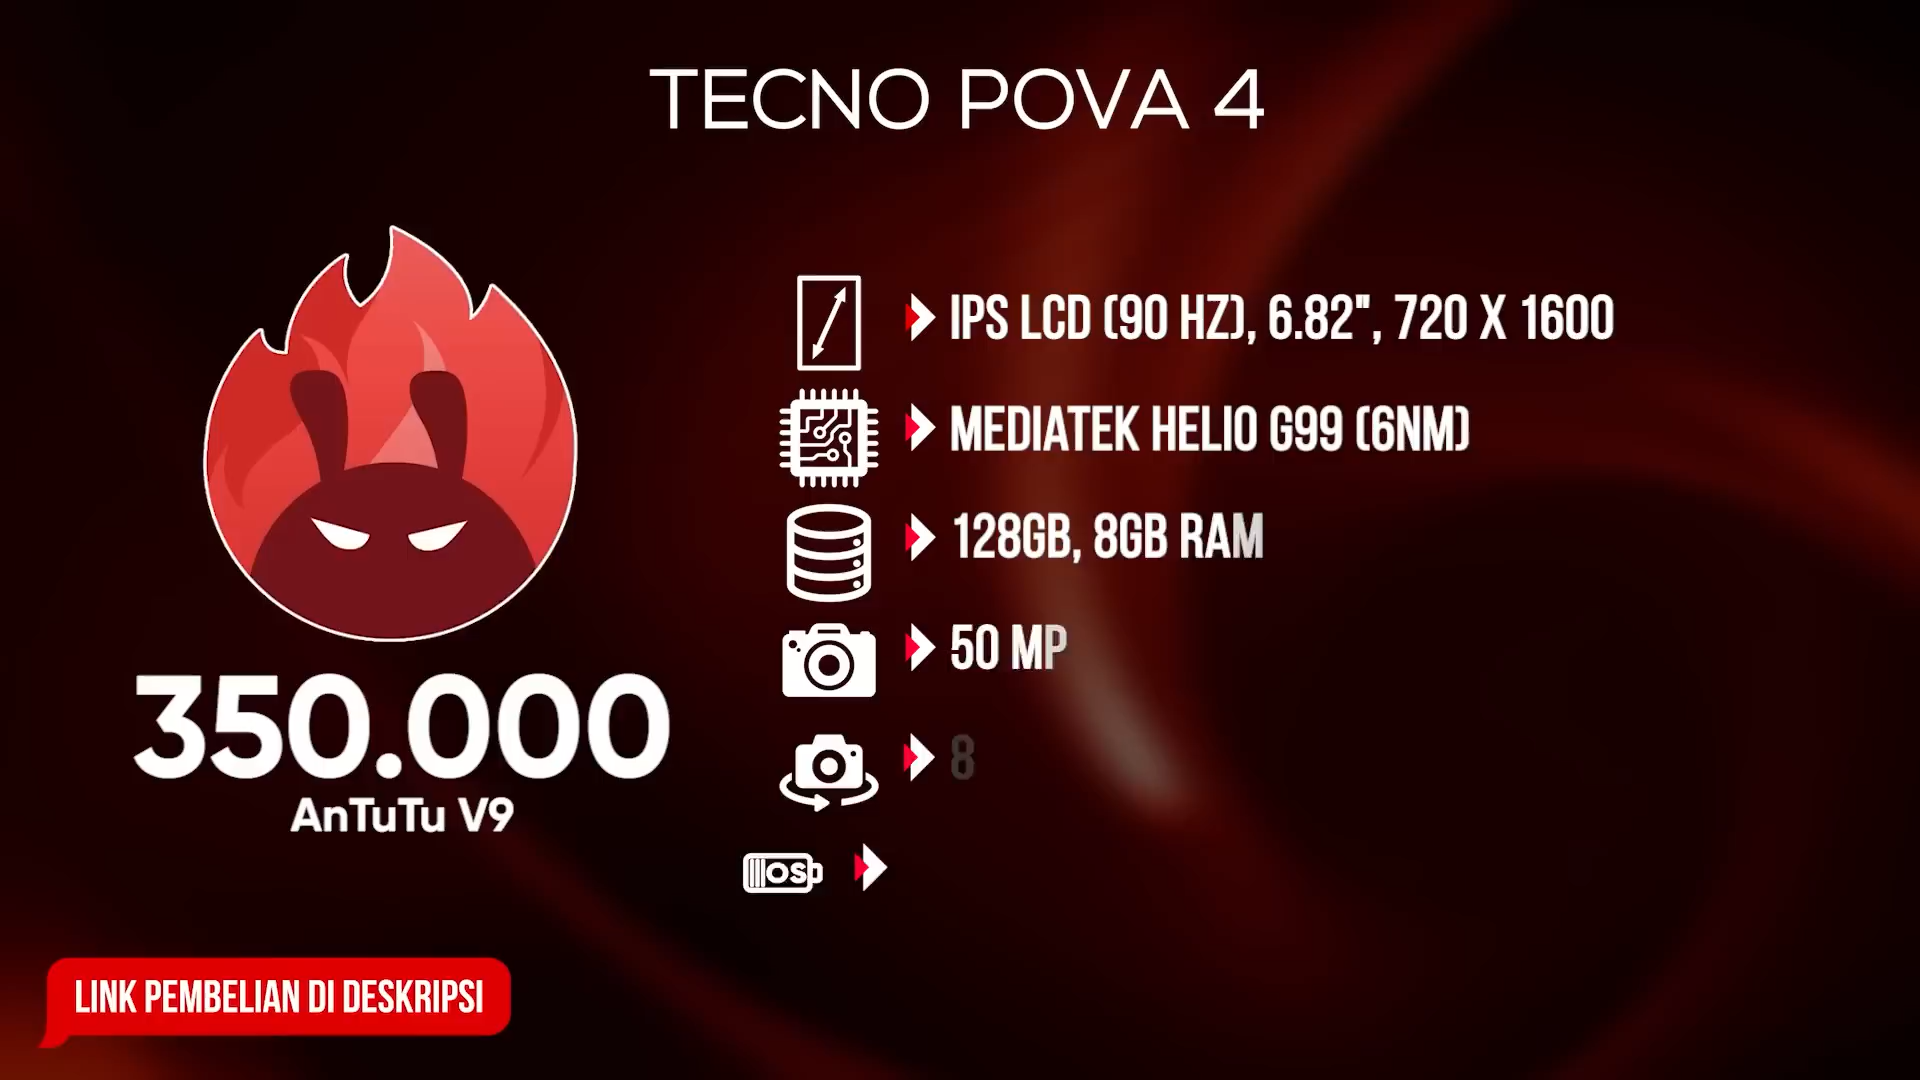 TECNO POVA 4
IPS LCD (90 HZ), 6.82", 720 X 1600
MEDIATEK HELIO G99 (6NM)
128GB, 8GB RAM
50 MP
8
OS
350.000
AnTuTu V9
LINK PEMBELIAN DI DESKRIPSI